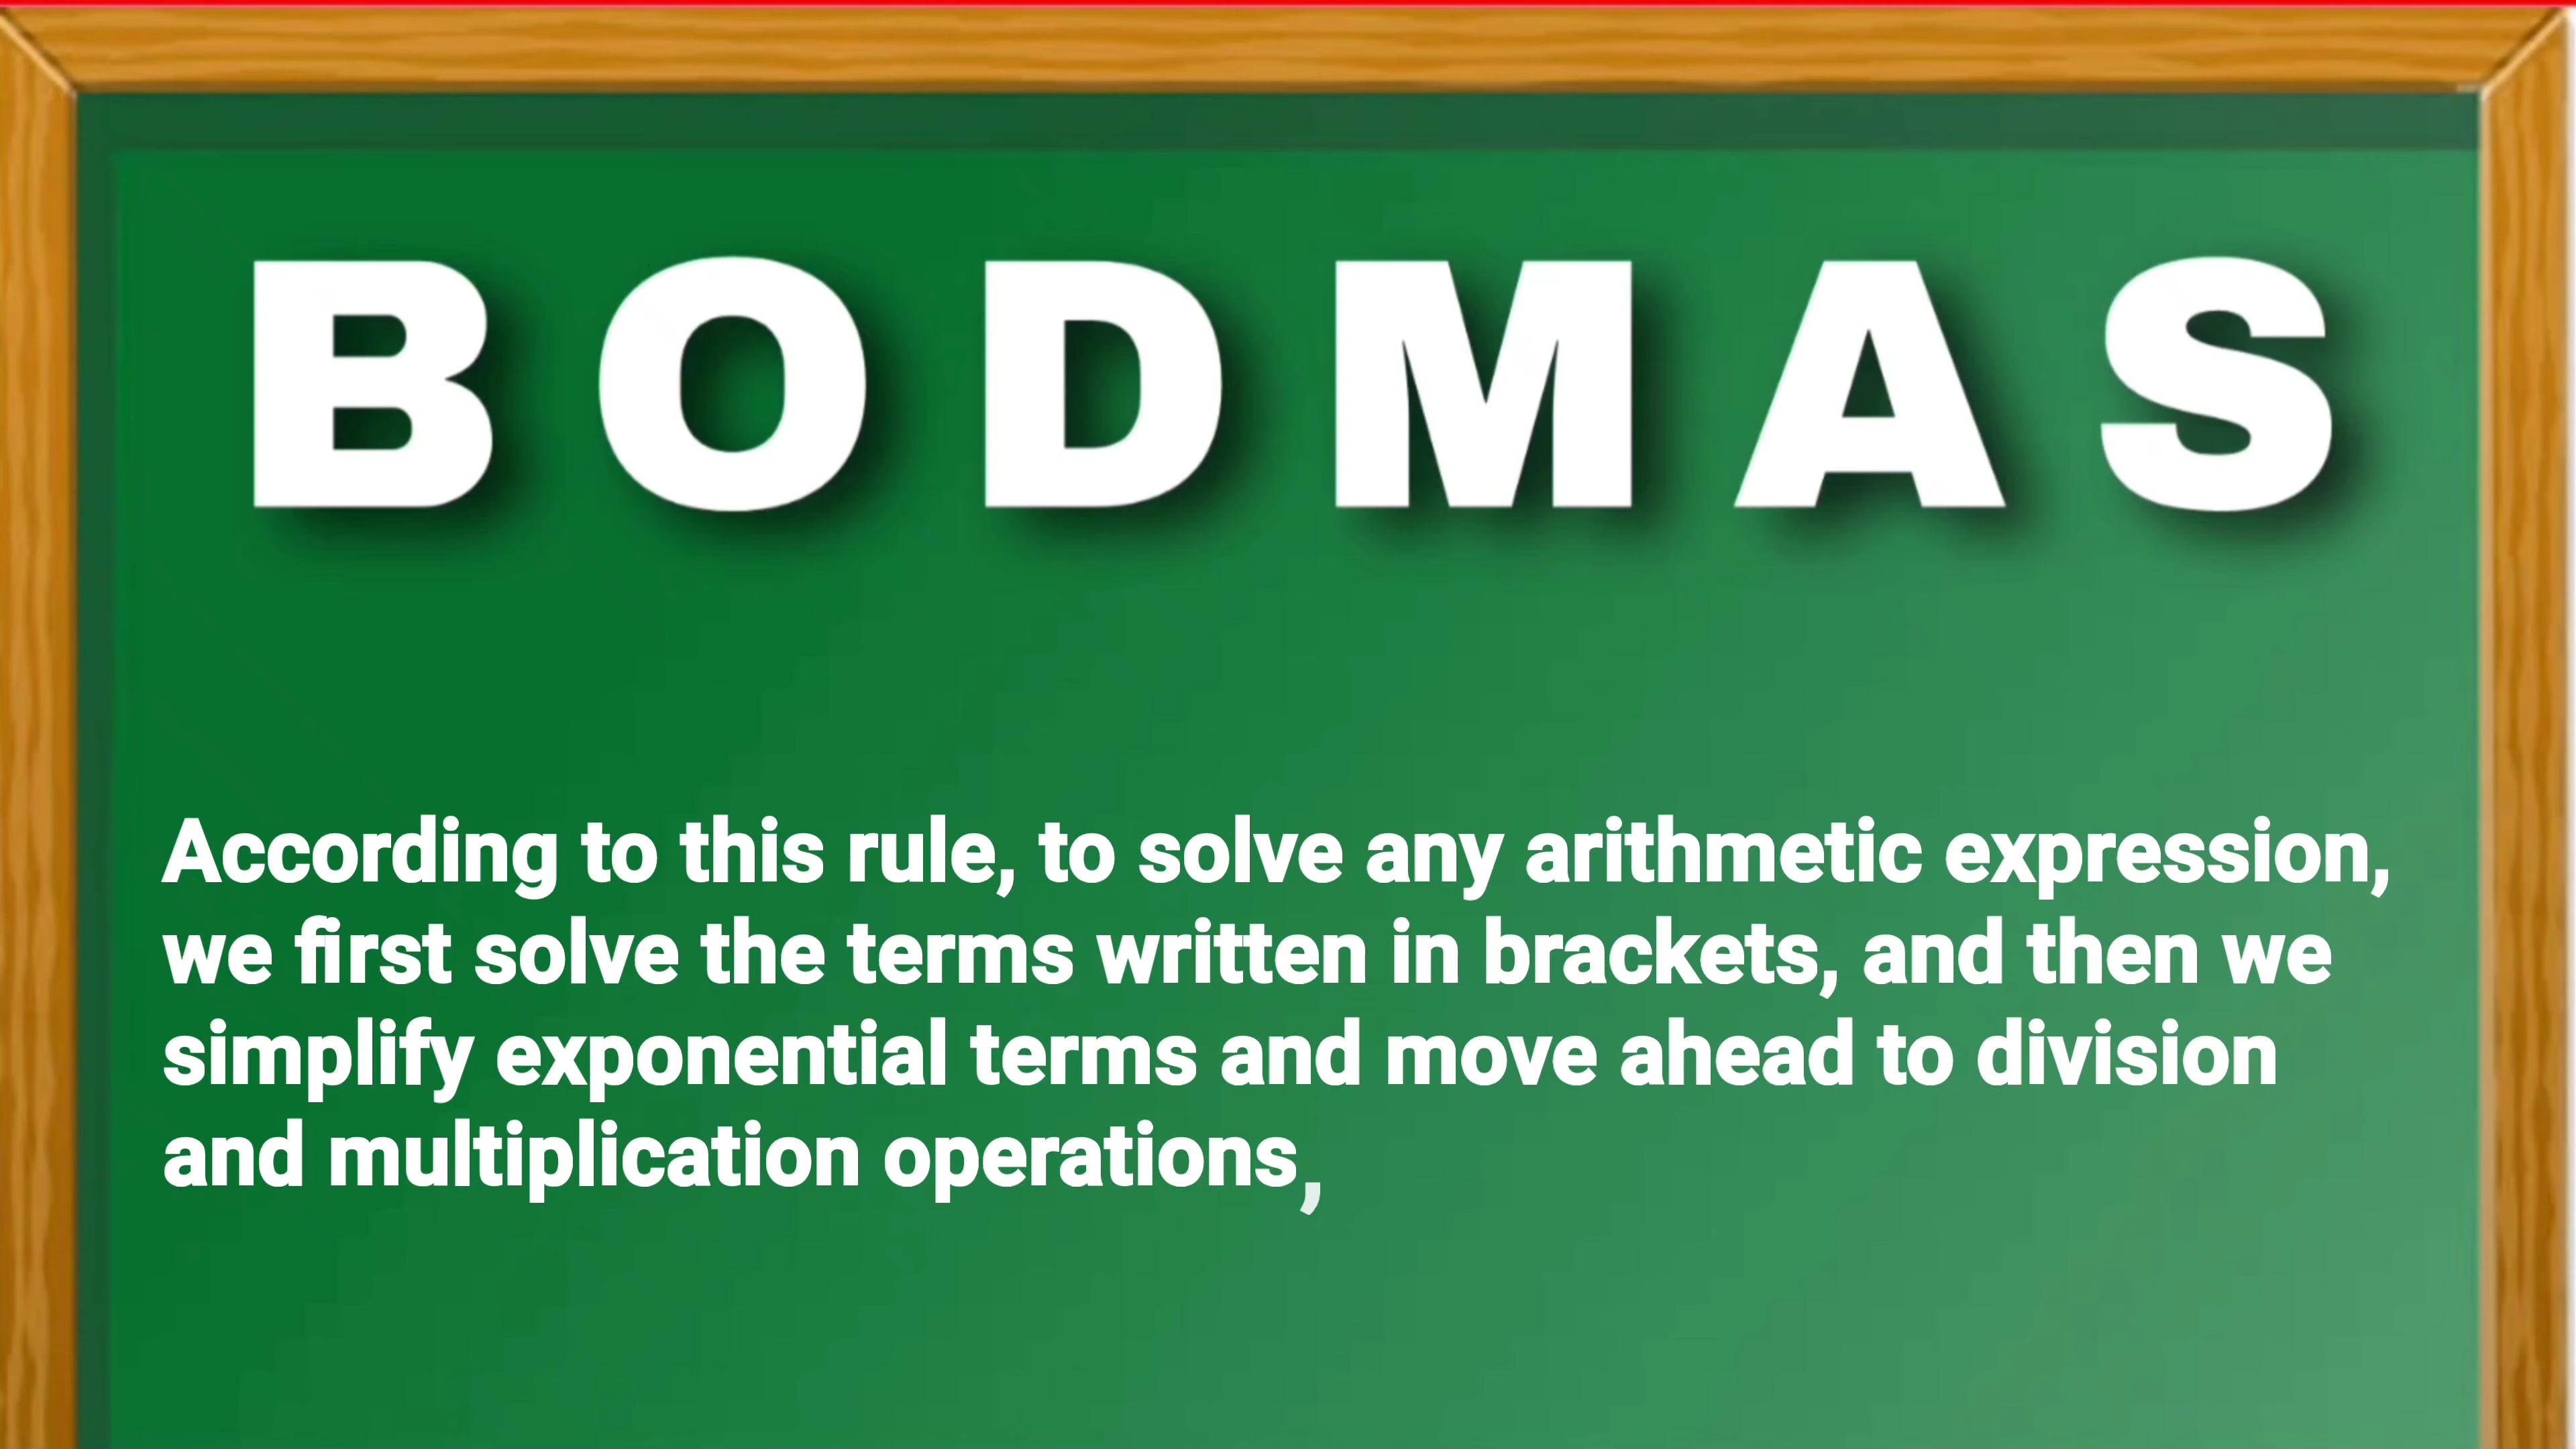 BODMAS
According to this rule, to solve any arithmetic expression,
we first solve the terms written in brackets, and then we
simplify exponential terms and move ahead to division
and multiplication operations,